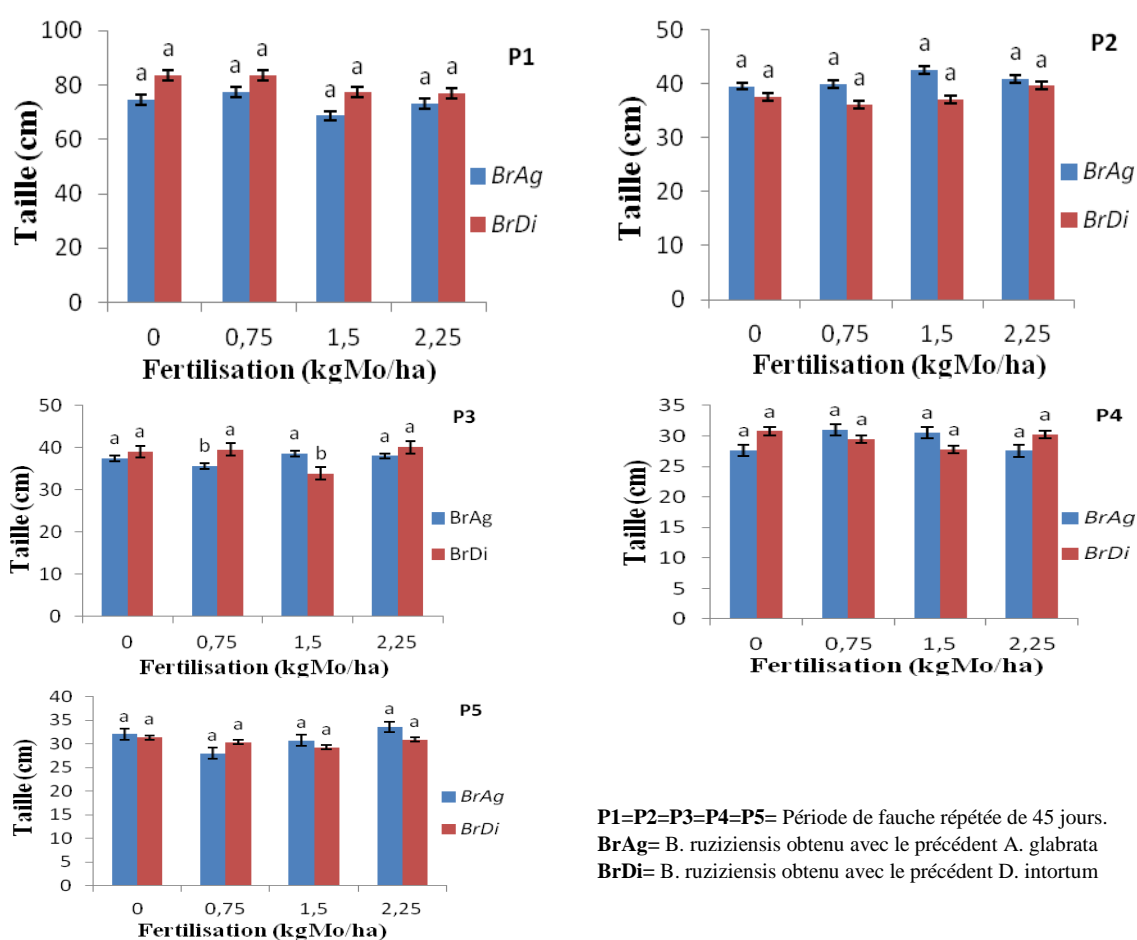 P1
Taille (cm)
100
80
60
40
20
0
a a a a a a a a
BrAg
BrDi
0 0,75 1,5 2,25
Fertilisation (kgMo/ha)
P2
Taille (cm)
50
40
30
20
10
0
a a a a a a a a
BrAg
BrDi
0 0,75 1,5 2,25
Fertilisation (kgMo/ha)
P3
Taille (cm)
50
40
30
20
10
0
a a b a a b a a
BrAg
BrDi
0 0,75 1,5 2,25
Fertilisation (kgMo/ha)
P4
Taille (cm)
35
30
25
20
15
10
5
0
a a a a a a a a
BrAg
BrDi
0 0,75 1,5 2,25
Fertilisation (kgMo/ha)
P5
Taille (cm)
40
35
30
25
20
15
10
5
0
a a a a a a a a
BrAg
BrDi
0 0,75 1,5 2,25
Fertilisation (kgMo/ha)
P1=P2=P3=P4=P5= Période de fauche répétée de 45 jours.
BrAg= B. ruziziensis obtenu avec le précédent A. glabrata
BrDi= B. ruziziensis obtenu avec le précédent D. intortum